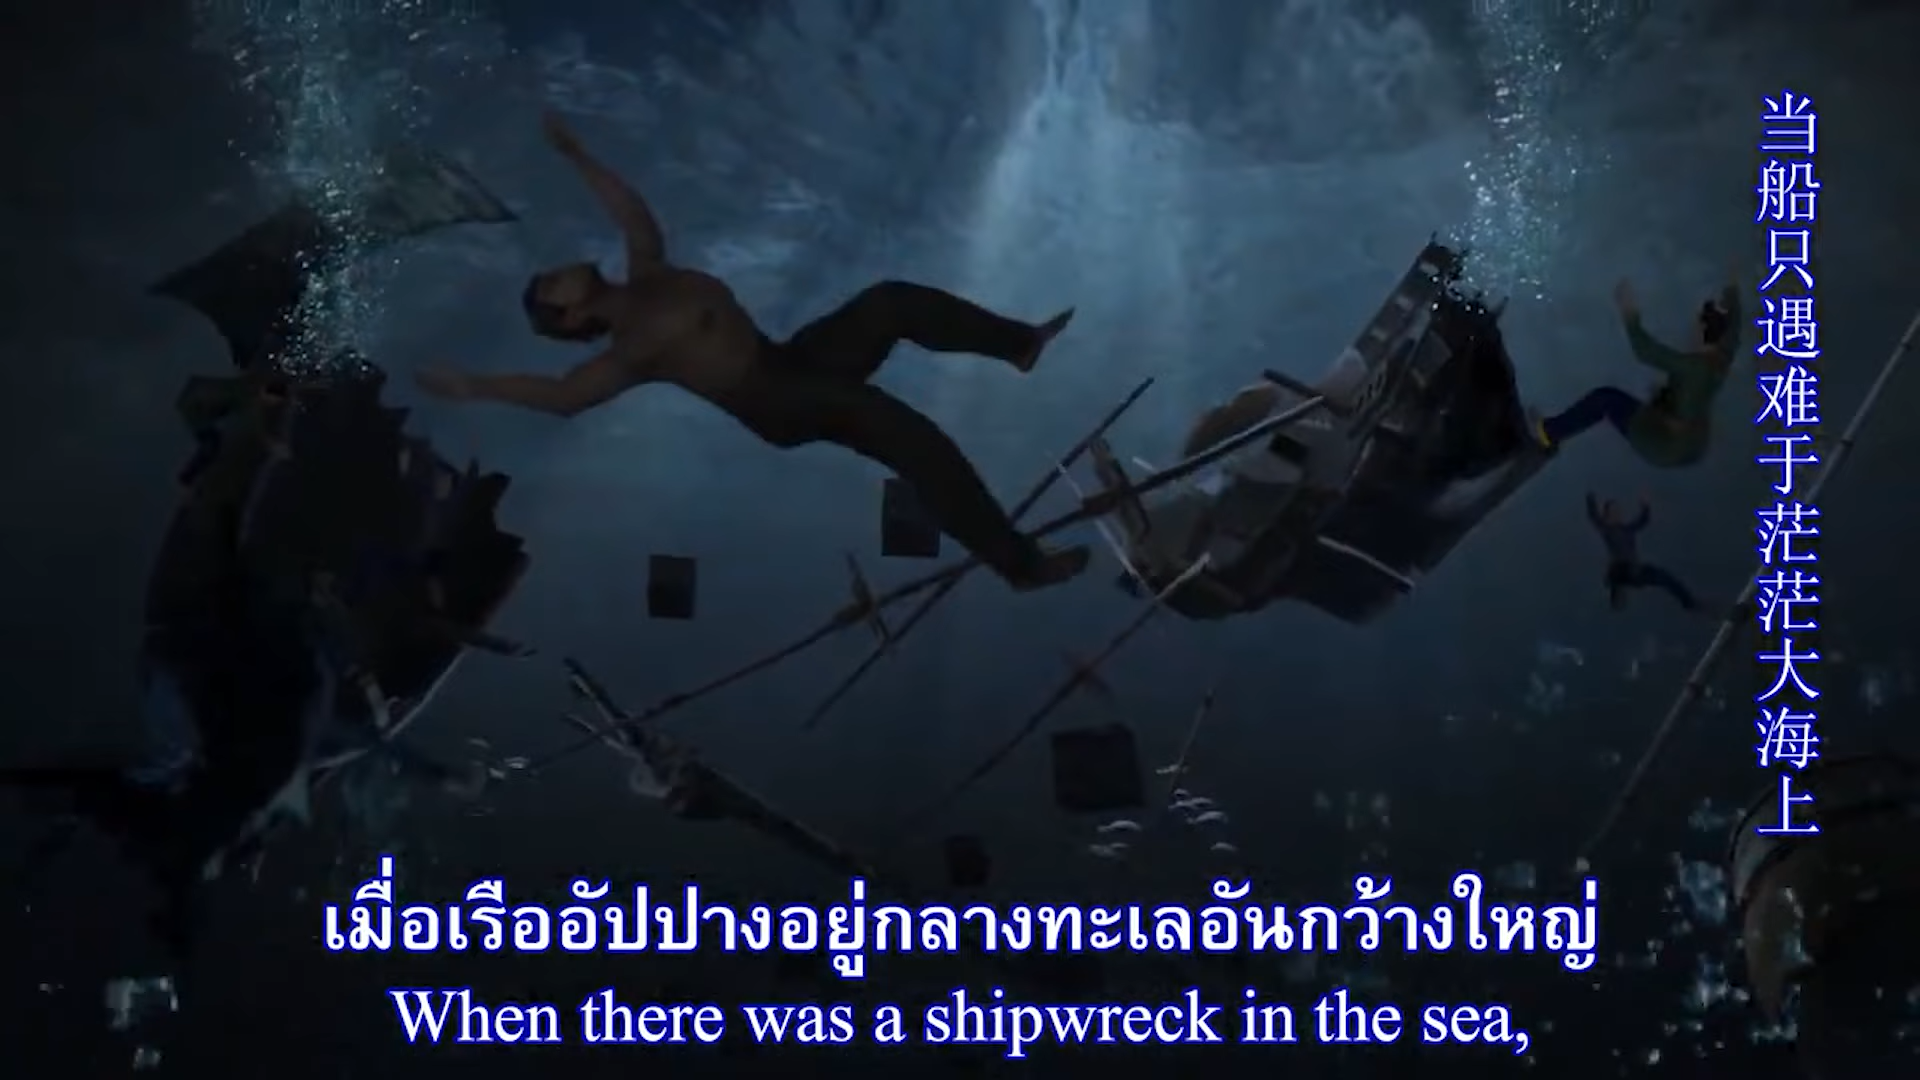 当船只遇难于茫茫大海上
เมื่อเรืออัปปางอยู่กลางทะเลอันกว้างใหญ่
When there was a shipwreck in the sea,